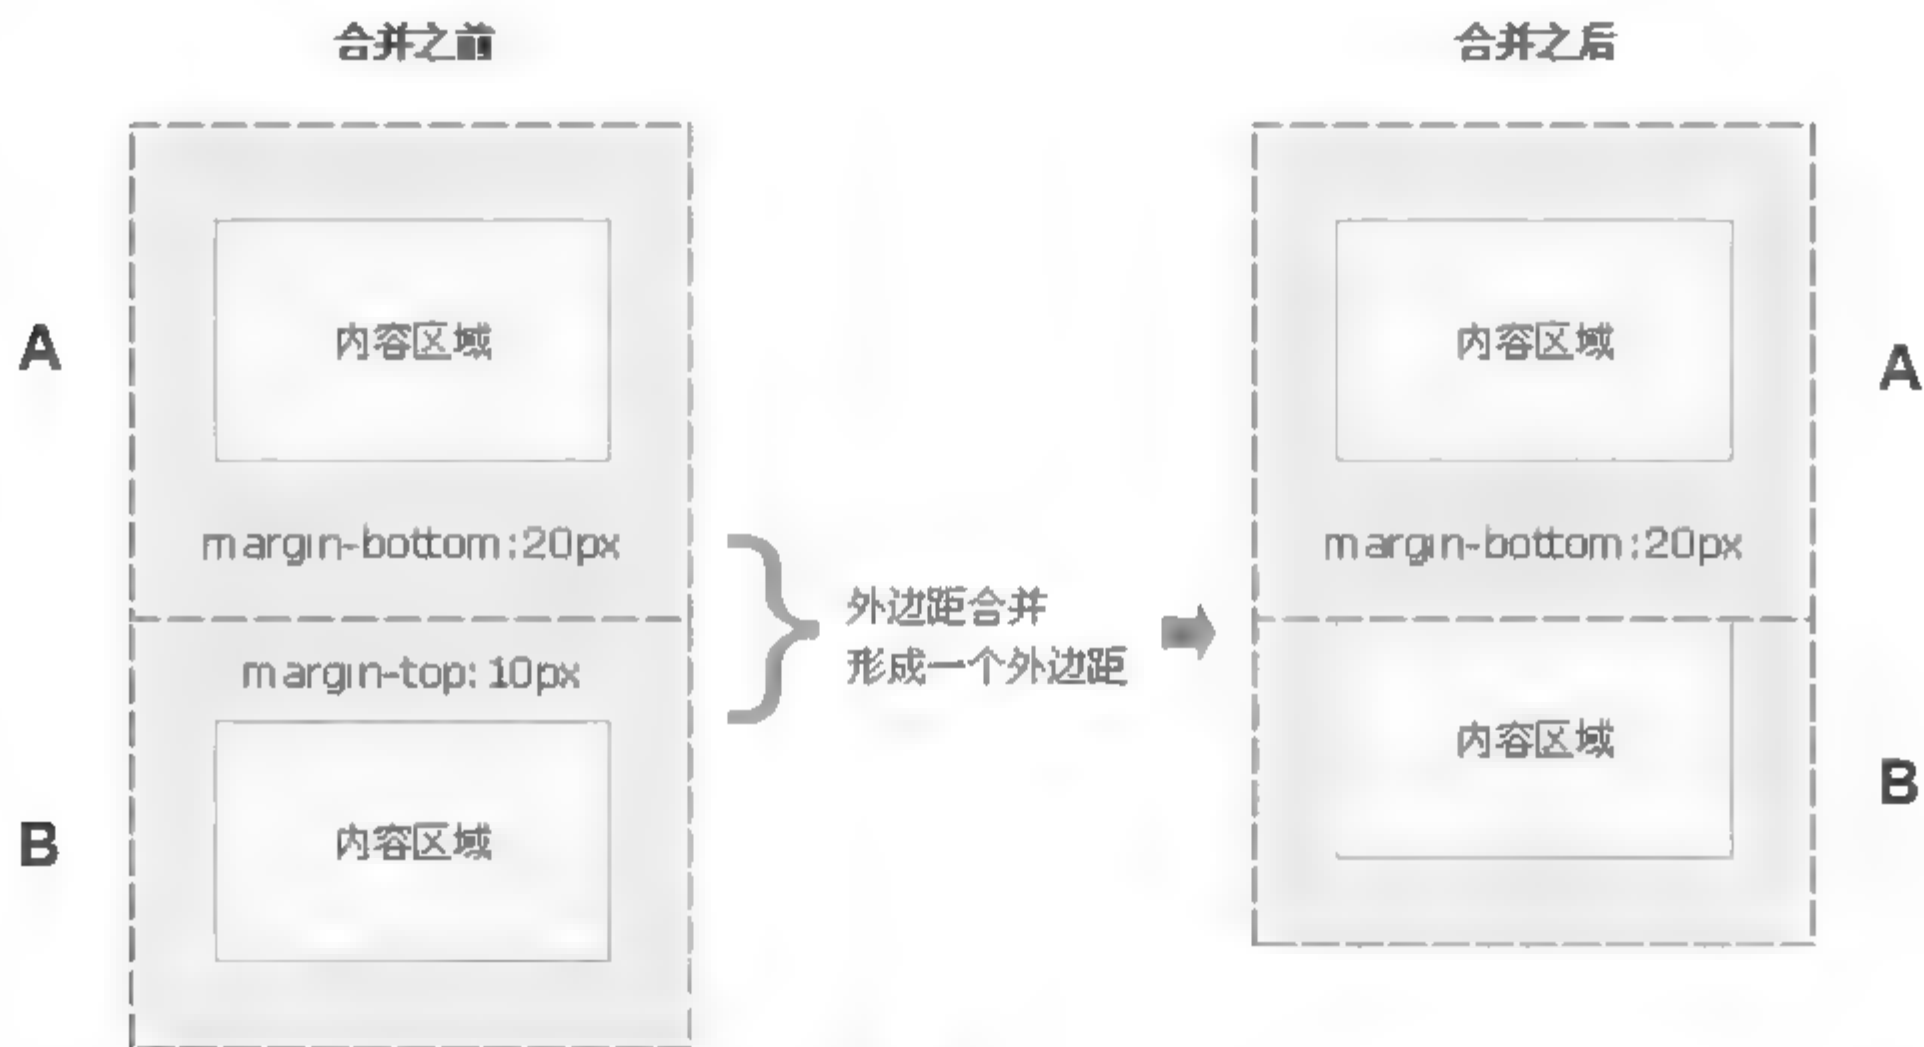 合并之前
合并之后
A
内容区域
margin-bottom:20px
margin-top:10px
B
内容区域
外边距合并
形成一个外边距
内容区域
A
margin-bottom:20px
内容区域
B